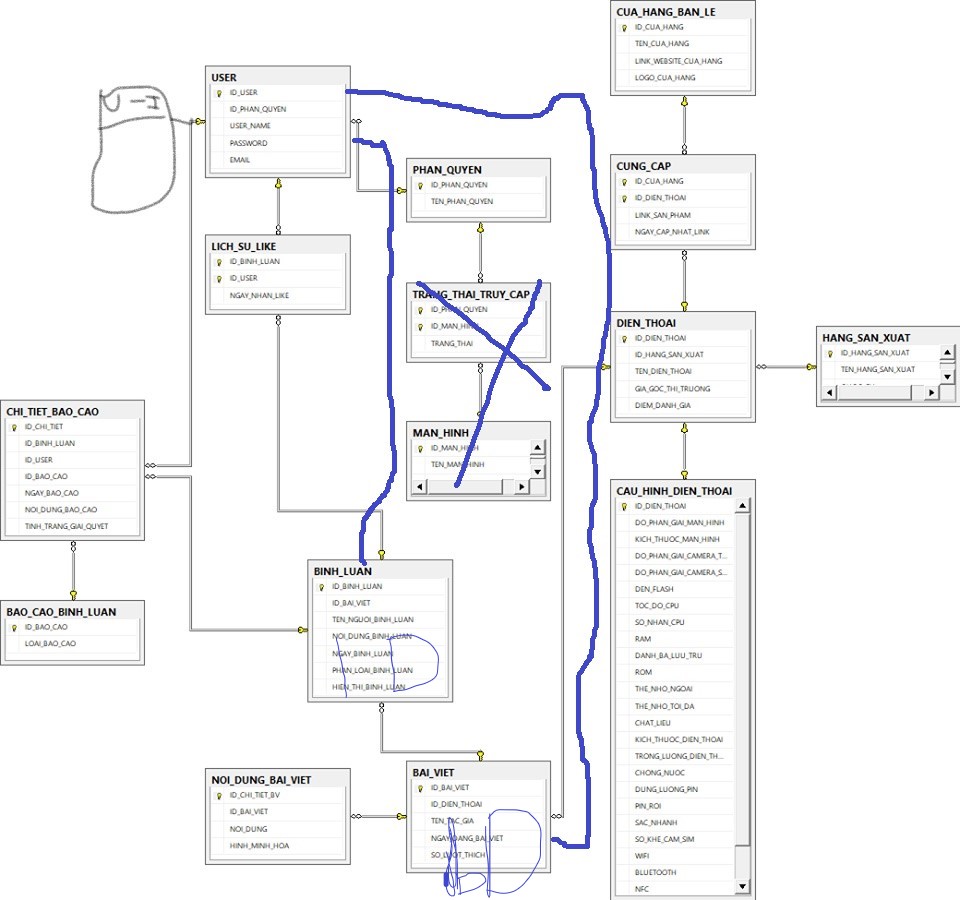 CUA_HANG_BAN_LE
ID_CUA_HANG
TEN_CUA_HANG
LINK_WEBSITE_CUA_HANG
LOGO_CUA_HANG
USER
ID_USER
ID_PHAN_QUYEN
USER_NAME
PASSWORD
EMAIL
PHAN_QUYEN
ID_PHAN_QUYEN
TEN_PHAN_QUYEN
CUNG_CAP
ID_CUA_HANG
ID_DIEN_THOAI
LINK_SAN_PHAM
NGAY_CAP_NHAT_LINK
LICH_SU_LIKE
ID_BINH_LUAN
ID_USER
NGAY_NHAN_LIKE
TRANG_THAI_TRUY_CAP
ID_PHAN_QUYEN
ID_MAN_HINH
TRANG_THAI
DIEN_THOAI
ID_DIEN_THOAI
ID_HANG_SAN_XUAT
TEN_DIEN_THOAI
GIA_GOC_THI_TRUONG
DIEM_DANH_GIA
HANG_SAN_XUAT
ID_HANG_SAN_XUAT
TEN_HANG_SAN_XUAT
CHI_TIET_BAO_CAO
ID_CHI_TIET
ID_BINH_LUAN
ID_USER
ID_BAO_CAO
NGAY_BAO_CAO
NOI_DUNG_BAO_CAO
TINH_TRANG_GIAI_QUYET
MAN_HINH
ID_MAN_HINH
TEN_MAN_HINH
CAU_HINH_DIEN_THOAI
ID_DIEN_THOAI
DO_PHAN_GIAI_MAN_HINH
KICH_THUOC_MAN_HINH
DO_PHAN_GIAI_CAMERA_T...
DO_PHAN_GIAI_CAMERA_S...
DEN_FLASH
TOC_DO_CPU
SO_NHAN_CPU
RAM
DANH_BA_LUU_TRU
ROM
THE_NHO_NGOAI
THE_NHO_TOI_DA
CHAT_LIEU
KICH_THUOC_DIEN_THOAI
TRONG_LUONG_DIEN_TH...
CHONG_NUOC
DUNG_LUONG_PIN
PIN_ROI
SAC_NHANH
SO_KHE_CAM_SIM
WIFI
BLUETOOTH
NFC
BAO_CAO_BINH_LUAN
ID_BAO_CAO
LOAI_BAO_CAO
BINH_LUAN
ID_BINH_LUAN
ID_BAI_VIET
TEN_NGUOI_BINH_LUAN
NOI_DUNG_BINH_LUAN
NGAY_BINH_LUAN
PHAN_LOAI_BINH_LUAN
HIEN_THI_BINH_LUAN
NOI_DUNG_BAI_VIET
ID_CHI_TIET_BV
ID_BAI_VIET
NOI_DUNG
HINH_MINH_HOA
BAI_VIET
ID_BAI_VIET
ID_DIEN_THOAI
TEN_TAC_GIA
NGAY_DANG_BAI_VIET
SO_LUOT_THICH